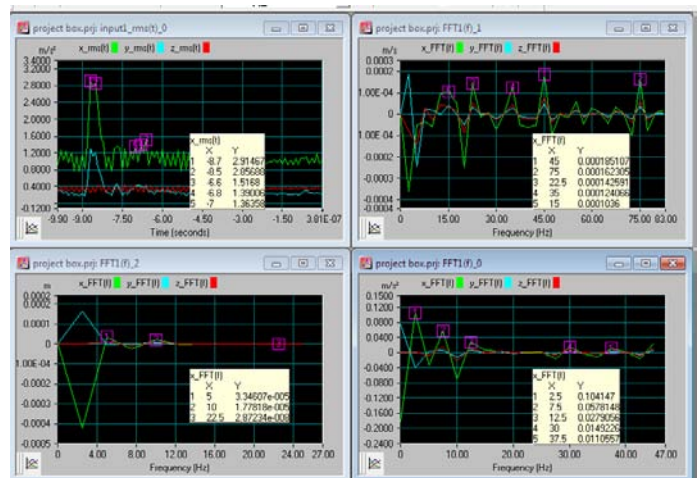 project box.prj: input1_rms(t)_0
m/s² x_rms(t) y_rms(t) z_rms(t)
3.4000
3.2000
2.8000
2.4000
2.0000
1.6000
1.2000
0.8000
0.4000
-0.1200
x_rms(t)
X Y
1 -8.7 2.91467
2 -8.5 2.85688
3 -6.6 1.5168
4 -6.8 1.39006
5 -7 1.36358
-9.90 -9.00 -7.50 -6.00 -4.50 -3.00 -1.50 3.01E-07
Time (seconds)
project box.prj: FFT1(f)_1
m/s x_FFT(f) y_FFT(f) z_FFT(f)
0.0003
0.0002
1.00E-04
0
1.00E-04
-0.0002
-0.0004
-0.0004
x_FFT(f)
X Y
1 45 0.000185107
2 75 0.000162305
3 22.5 0.000142591
4 35 0.000124066
5 15 0.0001036
0 15.00 30.00 45.00 60.00 75.00 83.00
Frequency (Hz)
project box.prj: FFT1(f)_2
m x_FFT(f) y_FFT(f) z_FFT(f)
0.0002
0.0002
0.0001
0
1.00E-04
-0.0002
-0.0003
-0.0004
-0.0005
x_FFT(f)
X Y
1 5 3.34607e-005
2 10 1.77818e-005
3 22.5 2.87234e-008
0 4.00 8.00 12.00 16.00 20.00 24.00 27.00
Frequency (Hz)
project box.prj: FFT1(f)_0
m/s² x_FFT(f) y_FFT(f) z_FFT(f)
0.1500
0.1200
0.0800
0.0400
0
-0.0400
-0.0800
-0.1200
-0.1600
-0.2000
-0.2400
x_FFT(f)
X Y
1 2.5 0.104147
2 7.5 0.0578148
3 12.5 0.0279056
4 30 0.0149226
5 37.5 0.0110557
0 10.00 20.00 30.00 40.00 47.00
Frequency (Hz)